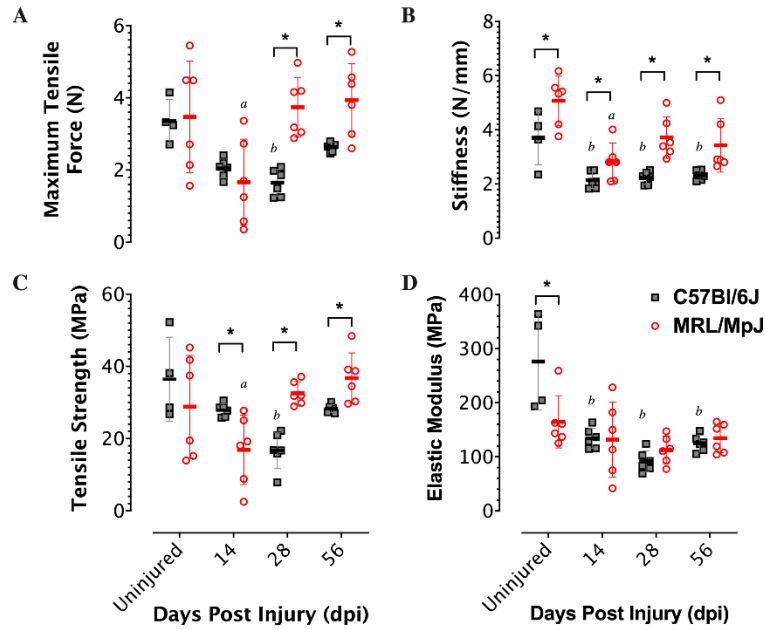 A
Maximum Tensile
Force (N)
6
4
2
0
*
*
a
b
B
Stiffness (N/mm)
8
6
4
2
0
*
*
*
*
b
a
b
b
C
Tensile Strength (MPa)
60
40
20
0
*
*
*
a
b
Uninjured
14
28
56
Days Post Injury (dpi)
D
Elastic Modulus (MPa)
400
300
200
100
0
*
C57Bl/6J
MRL/MpJ
b
b
b
Uninjured
14
28
56
Days Post Injury (dpi)